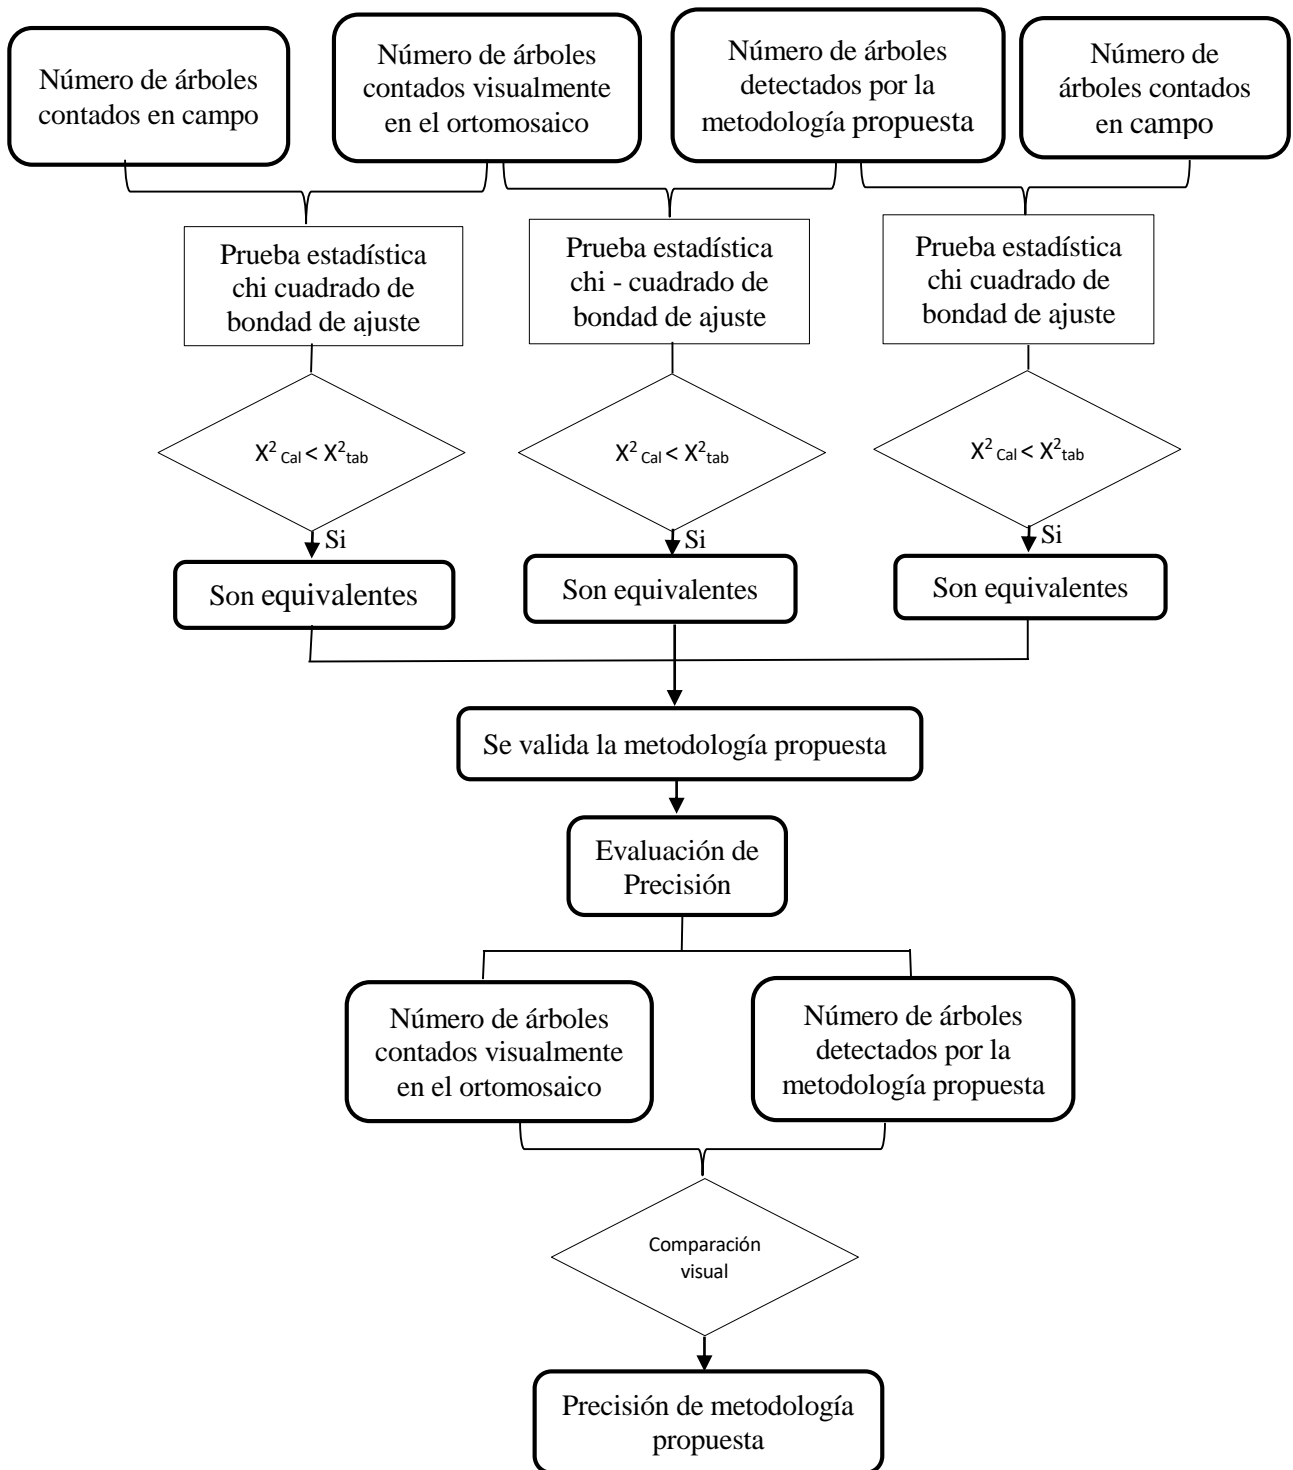 Número de árboles
contados en campo
Número de árboles
contados visualmente
en el ortomosaico
Número de árboles
detectados por la
metodología propuesta
Número de
árboles contados
en campo
Prueba estadística
chi cuadrado de
bondad de ajuste
Prueba estadística
chi - cuadrado de
bondad de ajuste
Prueba estadística
chi cuadrado de
bondad de ajuste
X² Cal < X²tab
X² Cal < X²tab
X² Cal < X²tab
Si
Si
Si
Son equivalentes
Son equivalentes
Son equivalentes
Se valida la metodología propuesta
Evaluación de
Precisión
Número de árboles
contados visualmente
en el ortomosaico
Número de árboles
detectados por la
metodología propuesta
Comparación
visual
Precisión de metodología
propuesta